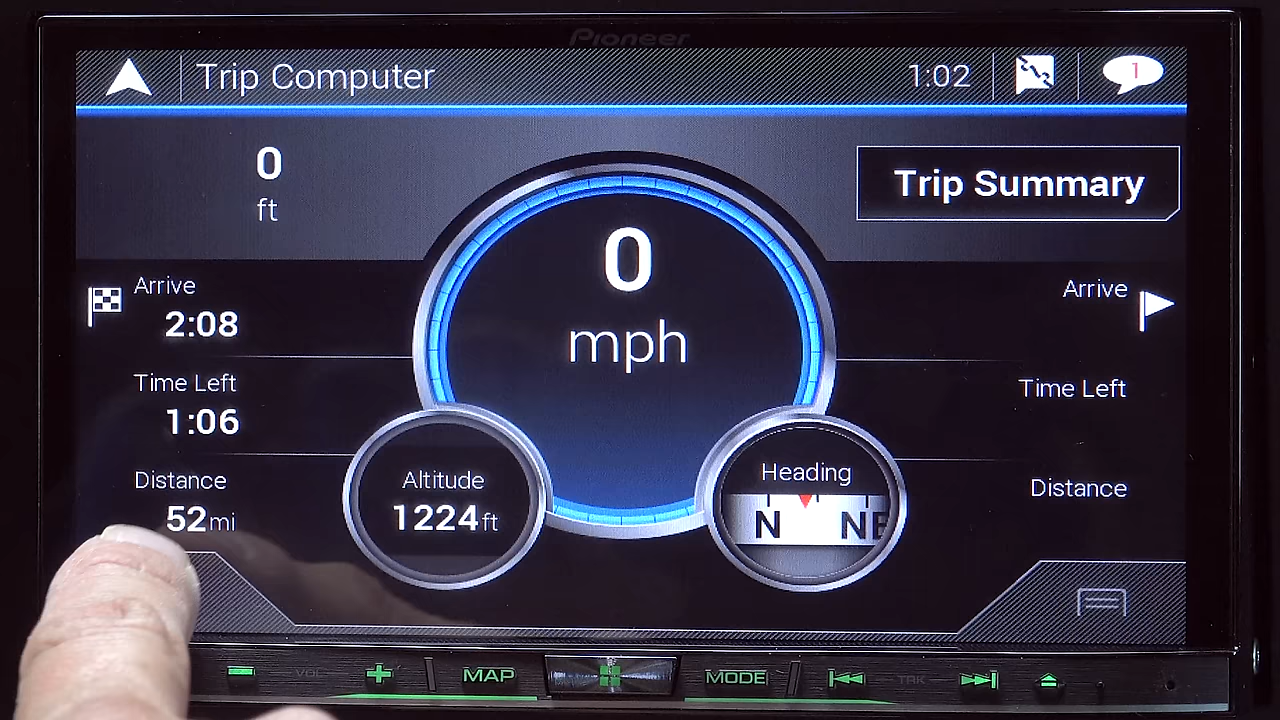 Pioneer
Trip Computer
1:02
1
0
ft
Trip Summary
0
mph
Arrive
2:08
Time Left
1:06
Distance
52mi
Arrive
Time Left
Distance
Altitude
1224ft
Heading
N NE
VOL
MAP
MODE
TRK